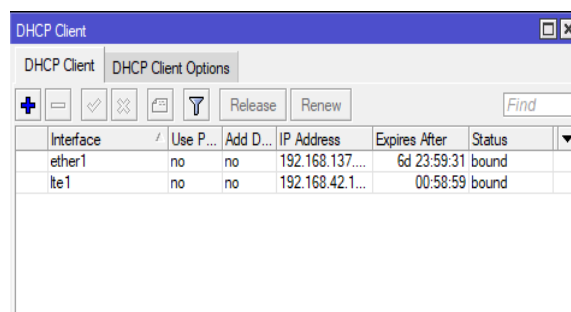 DHCP Client
DHCP Client DHCP Client Options
Release Renew Find
Interface Use P... Add D... IP Address Expires After Status
ether1 no no 192.168.137.... 6d 23:59:31 bound
lte1 no no 192.168.42.1... 00:58:59 bound